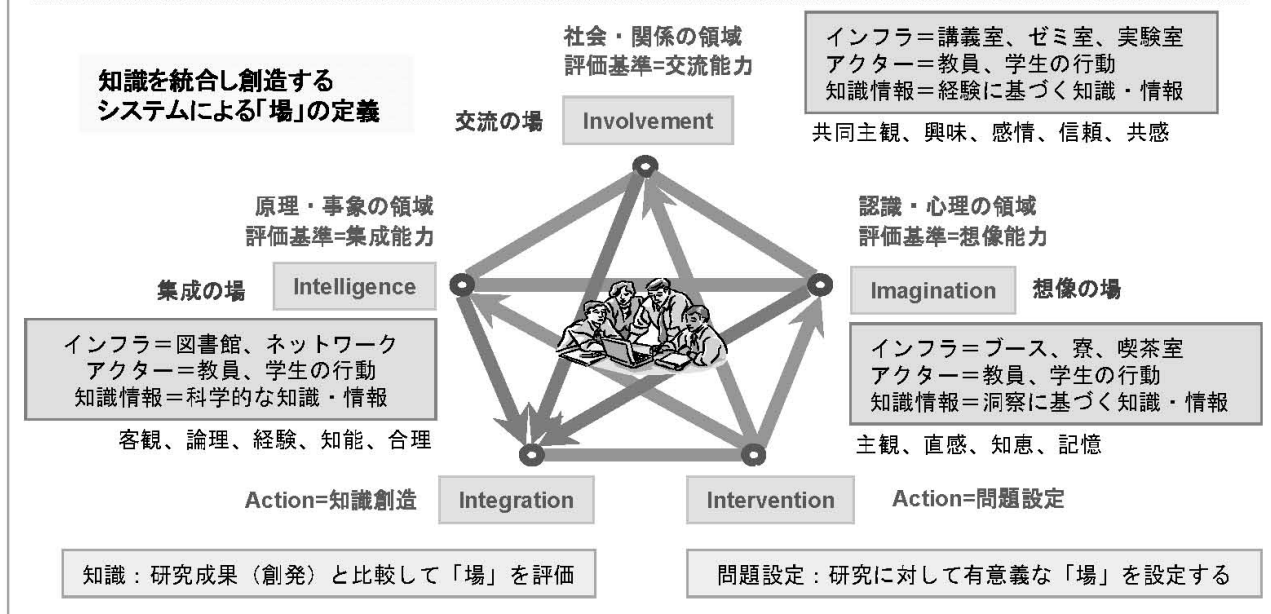 知識を統合し創造する
システムによる「場」の定義
社会・関係の領域
評価基準=交流能力
交流の場
Involvement
インフラ＝講義室、ゼミ室、実験室
アクター＝教員、学生の行動
知識情報＝経験に基づく知識・情報
共同主観、興味、感情、信頼、共感
原理・事象の領域
評価基準=集成能力
集成の場
Intelligence
インフラ＝図書館、ネットワーク
アクター＝教員、学生の行動
知識情報＝科学的な知識・情報
客観、論理、経験、知能、合理
認識・心理の領域
評価基準=想像能力
Imagination
想像の場
インフラ＝ブース、寮、喫茶室
アクター＝教員、学生の行動
知識情報＝洞察に基づく知識・情報
主観、直感、知恵、記憶
Action=知識創造
Integration
Intervention
Action=問題設定
知識：研究成果（創発）と比較して「場」を評価
問題設定：研究に対して有意義な「場」を設定する